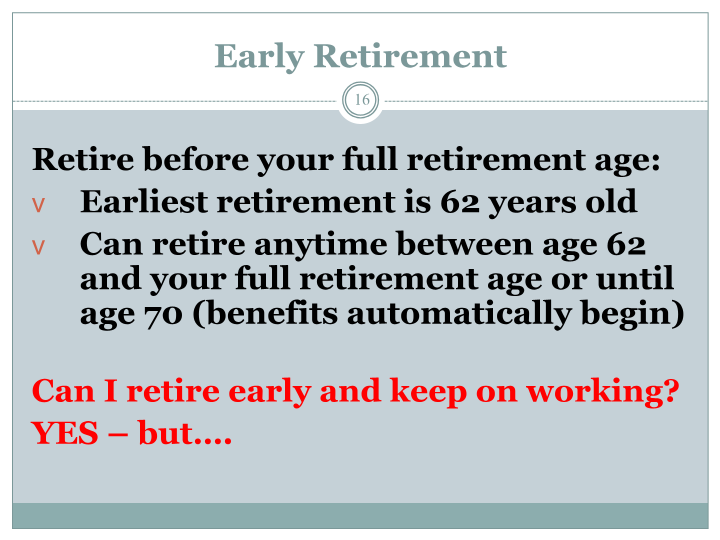 Early Retirement
16
Retire before your full retirement age:
v Earliest retirement is 62 years old
v Can retire anytime between age 62
and your full retirement age or until
age 70 (benefits automatically begin)
Can I retire early and keep on working?
YES – but....